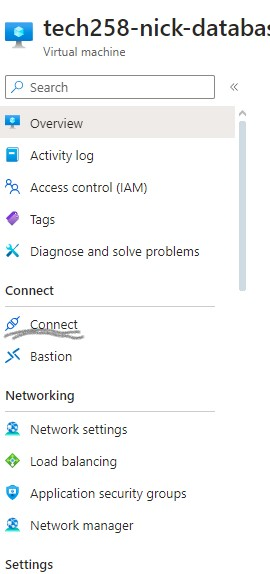 tech258-nick-databas
Virtual machine
Search
Overview
Activity log
Access control (IAM)
Tags
Diagnose and solve problems
Connect
Connect
Bastion
Networking
Network settings
Load balancing
Application security groups
Network manager
Settings